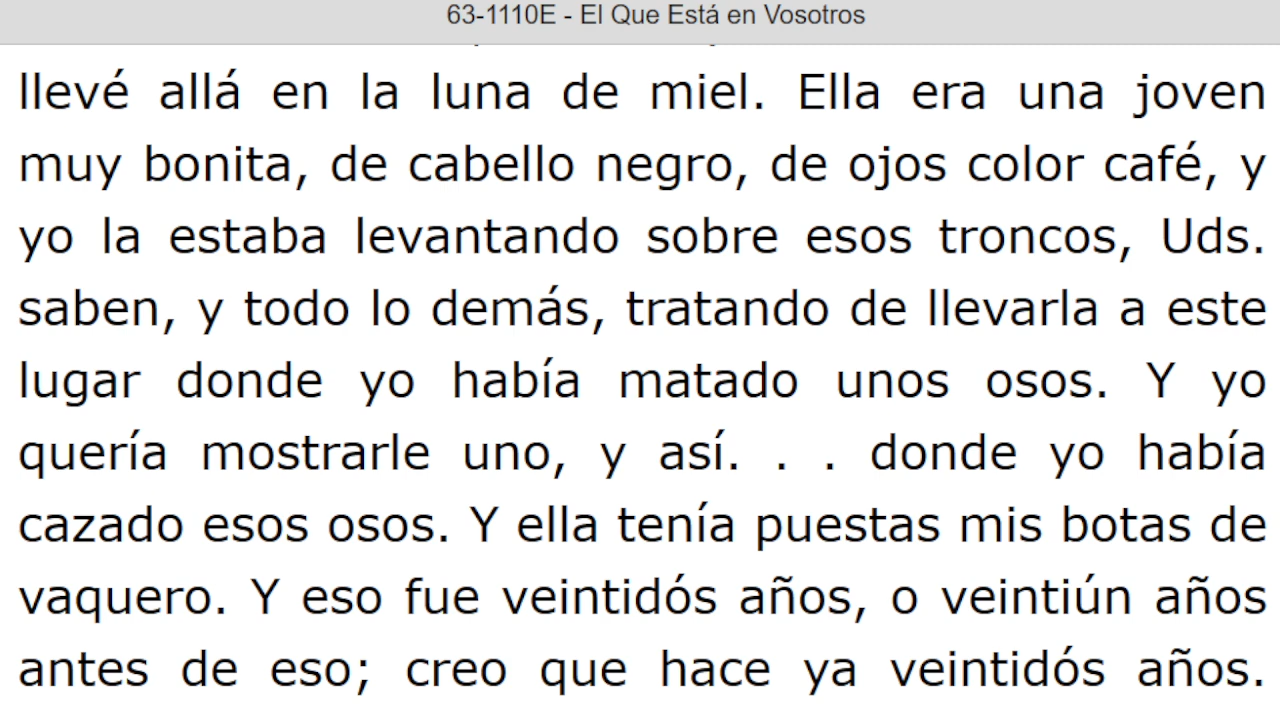 63-1110E - El Que Está en Vosotros
llevé allá en la luna de miel. Ella era una joven
muy bonita, de cabello negro, de ojos color café, y
yo la estaba levantando sobre esos troncos, Uds.
saben, y todo lo demás, tratando de llevarla a este
lugar donde yo había matado unos osos. Y yo
quería mostrarle uno, y así. . . donde yo había
cazado esos osos. Y ella tenía puestas mis botas de
vaquero. Y eso fue veintidós años, o veintiún años
antes de eso; creo que hace ya veintidós años.